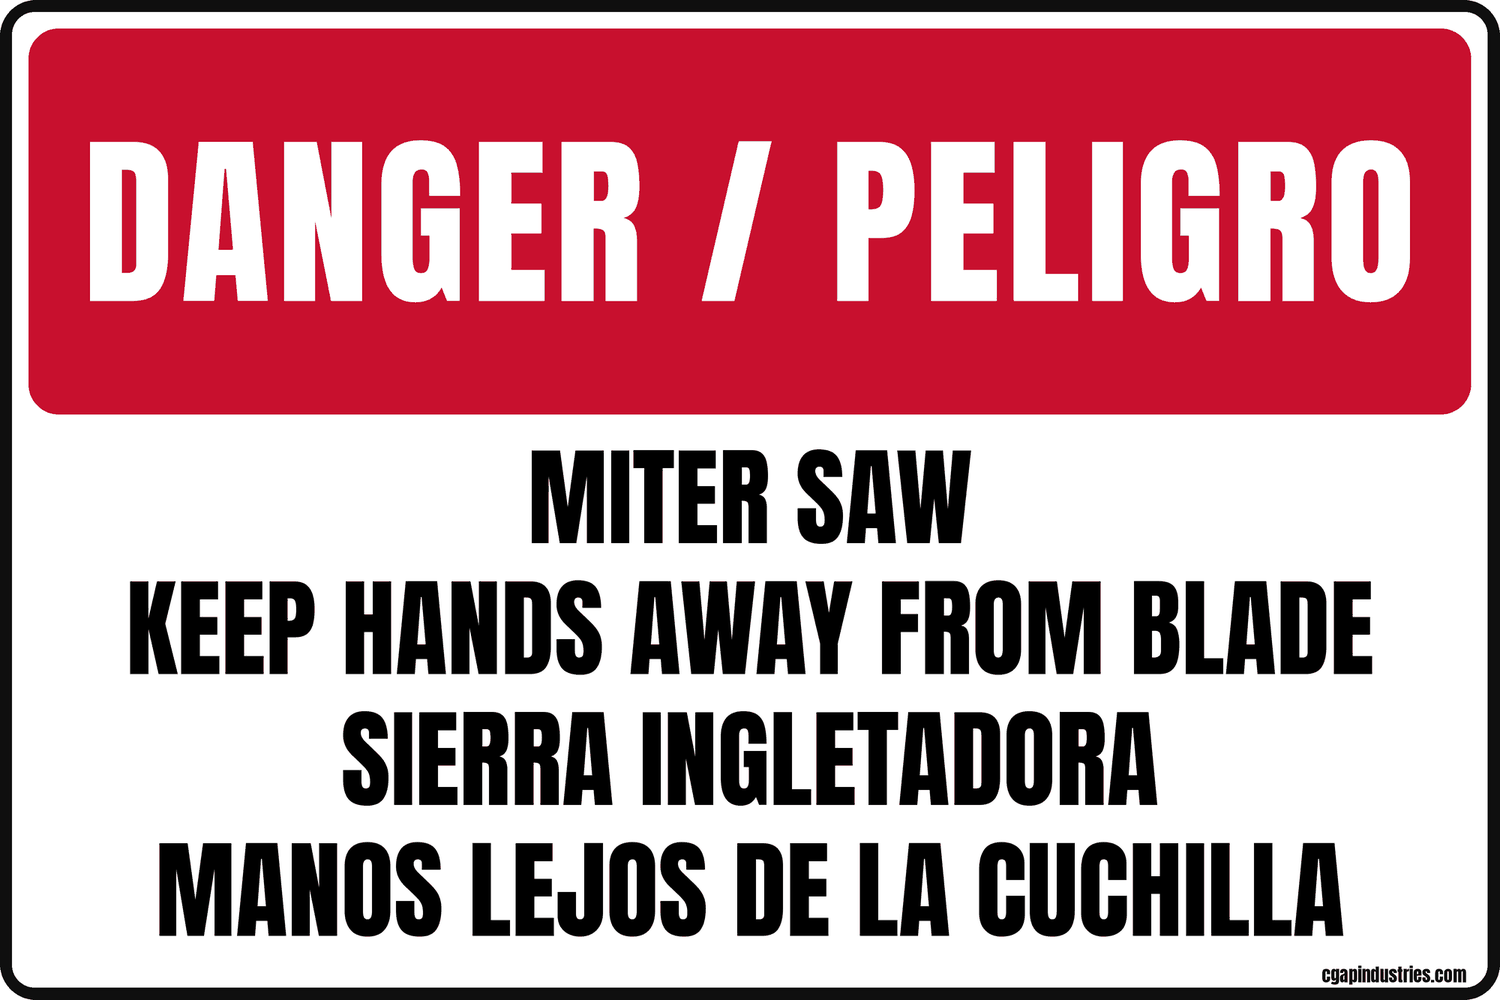 DANGER / PELIGRO
MITER SAW
KEEP HANDS AWAY FROM BLADE
SIERRA INGLETADORA
MANOS LEJOS DE LA CUCHILLA
cgapindustries.com